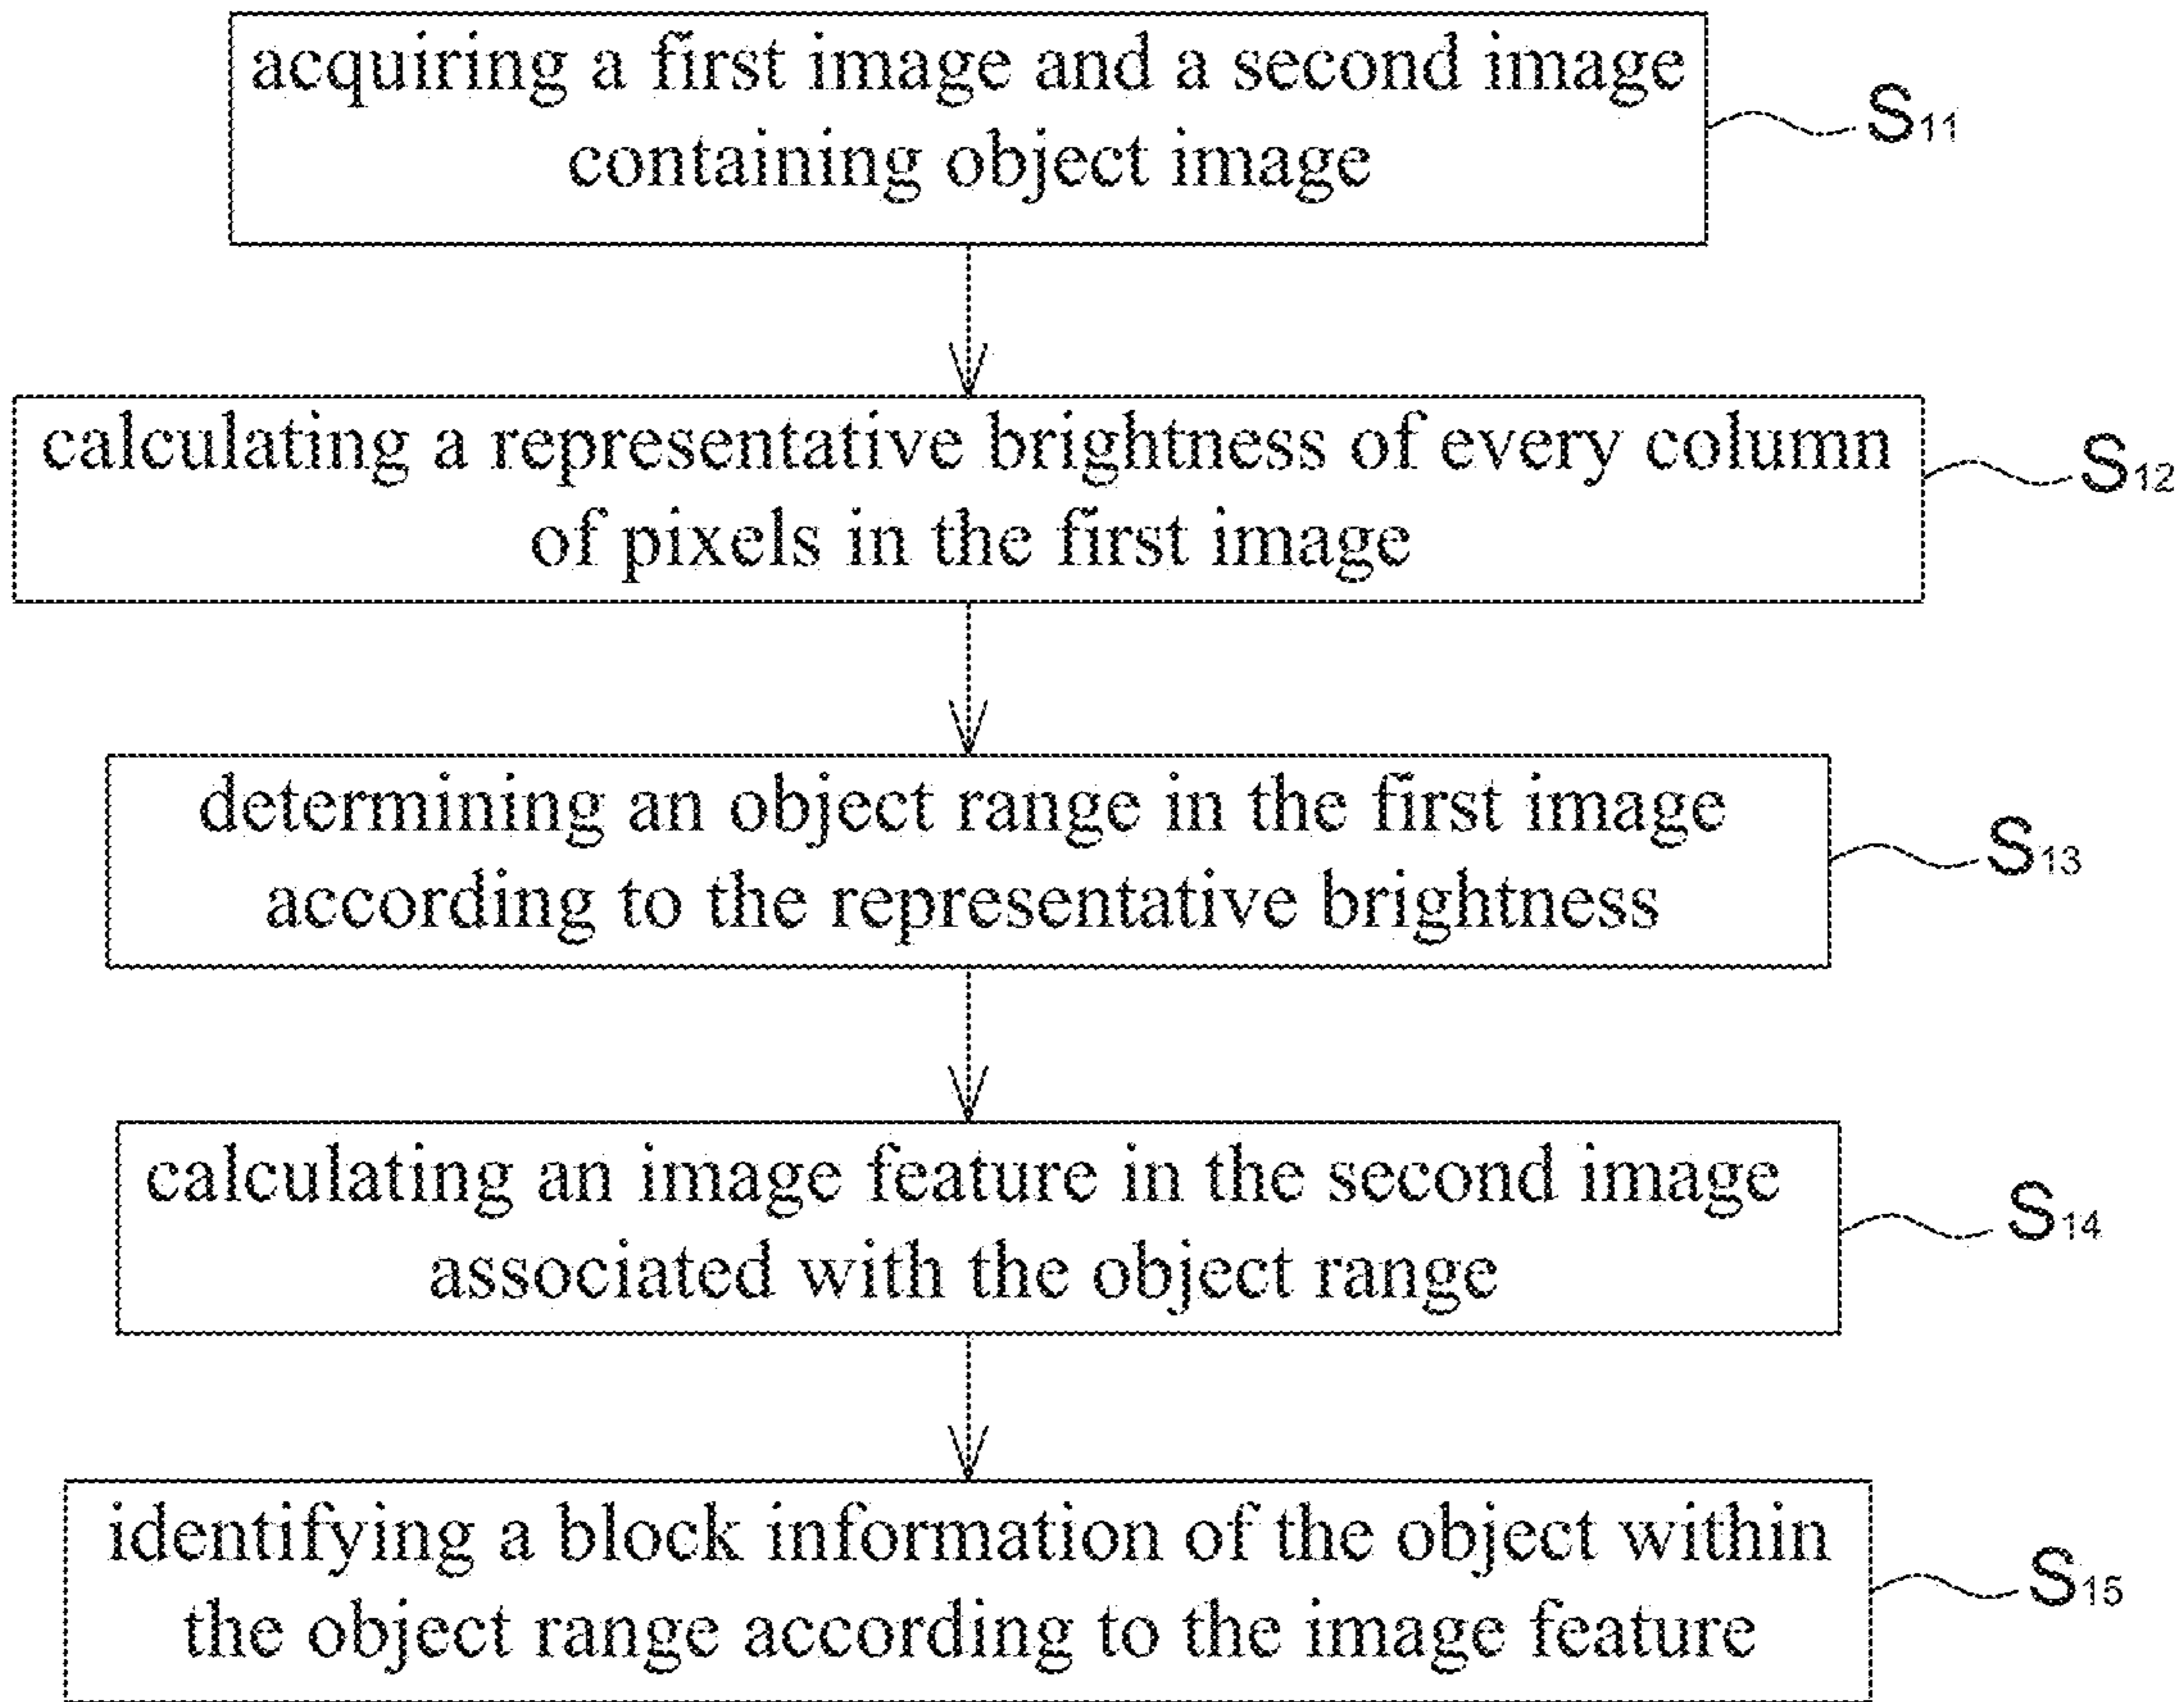 acquiring a first image and a second image
containing object image
S11
calculating a representative brightness of every column
of pixels in the first image
S12
determining an object range in the first image
according to the representative brightness
S13
calculating an image feature in the second image
associated with the object range
S14
identifying a block information of the object within
the object range according to the image feature
S15